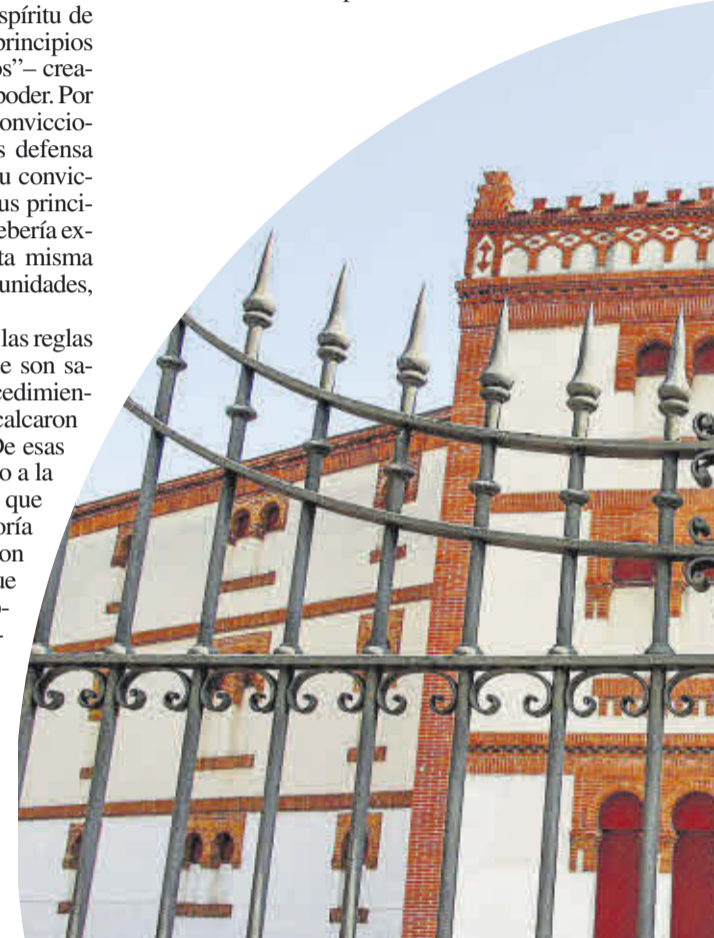 spíritu de
principios
os”– crea-
poder. Por
onviccio-
s defensa
u convic-
us princi-
ebería ex-
ta misma
unidades,
las reglas
e son sa-
cedimien-
calcaron
De esas
o a la
que
oría
on
ue